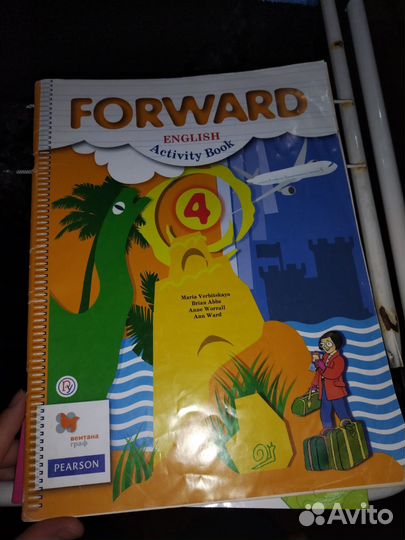 FORWARD
ENGLISH
Activity Book
4
Maria Verbitskaya
Brian Abbs
Anne Worrall
Ann Ward
вентана
граф
PEARSON
Avito